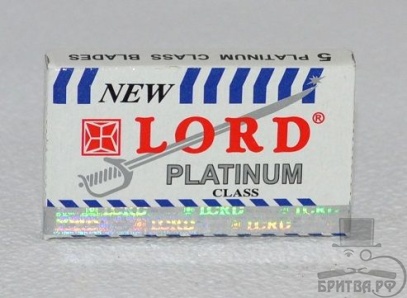 5 PLATINUM CLASS BLADES
NEW
LORD®
PLATINUM
CLASS
LORD LORD LORD
LORD LORD
БРИТВА.РФ